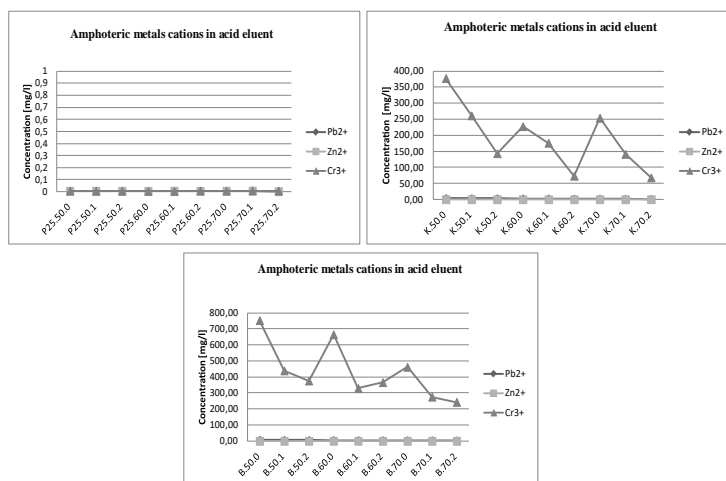 Amphoteric metals cations in acid eluent
Concentration [mg/l]
1
0,9
0,8
0,7
0,6
0,5
0,4
0,3
0,2
0,1
0
P25.50.0
P25.50.1
P25.50.2
P25.60.0
P25.60.1
P25.60.2
P25.70.0
P25.70.1
P25.70.2
Pb2+
Zn2+
Cr3+
Amphoteric metals cations in acid eluent
Concentration [mg/l]
400,00
350,00
300,00
250,00
200,00
150,00
100,00
50,00
0,00
K.50.0
K.50.1
K.50.2
K.60.0
K.60.1
K.60.2
K.70.0
K.70.1
K.70.2
Pb2+
Zn2+
Cr3+
Amphoteric metals cations in acid eluent
Concentration [mg/l]
800,00
700,00
600,00
500,00
400,00
300,00
200,00
100,00
0,00
B.50.0
B.50.1
B.50.2
B.60.0
B.60.1
B.60.2
B.70.0
B.70.1
B.70.2
Pb2+
Zn2+
Cr3+